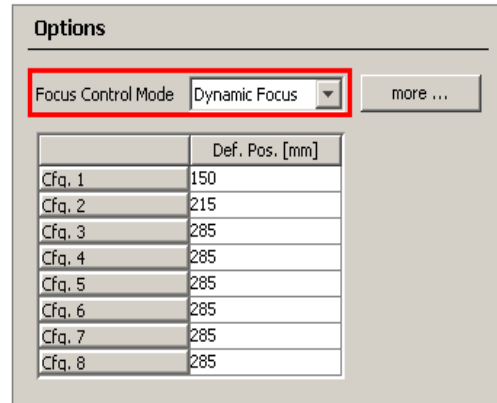 Options
Focus Control Mode Dynamic Focus more ...
Def. Pos. [mm]
Cfg. 1 150
Cfg. 2 215
Cfg. 3 285
Cfg. 4 285
Cfg. 5 285
Cfg. 6 285
Cfg. 7 285
Cfg. 8 285